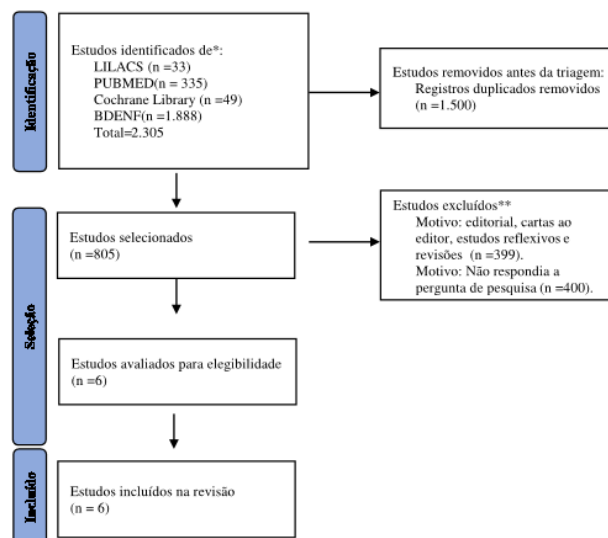 Identificação
Estudos identificados de*:
LILACS (n =33)
PUBMED(n = 335)
Cochrane Library (n =49)
BDENF(n =1.888
Total=2.305
Estudos removidos antes da triagem:
Registros duplicados removidos
(n =1.500)
Seleção
Estudos selecionados
(n =805)
Estudos excluídos**
Motivo: editorial, cartas ao
editor, estudos reflexivos e
revisões  (n =399).
Motivo: Não respondia a
pergunta de pesquisa (n =400).
Estudos avaliados para elegibilidade
(n =6)
Incluído
Estudos incluídos na revisão
(n = 6)